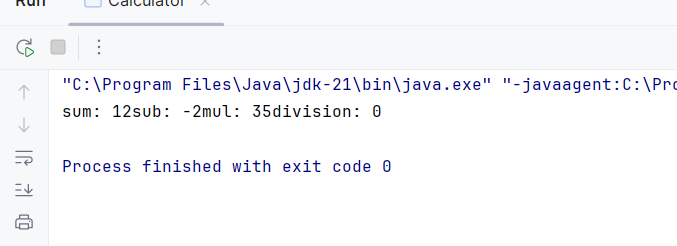 Run
Calculator
"C:\Program Files\Java\jdk-21\bin\java.exe" "-javaagent:C:\Pro
sum: 12sub: -2mul: 35division: 0
Process finished with exit code 0